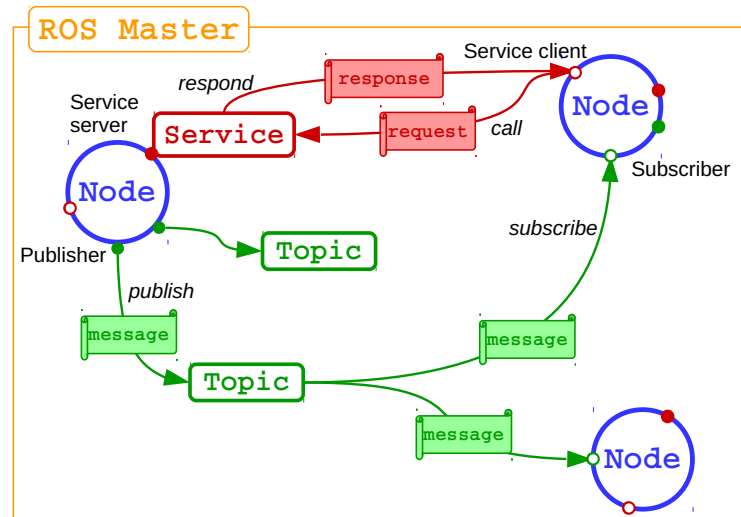 ROS Master
Service client
respond
response
Node
Service
server
Service
request
call
Node
Subscriber
subscribe
Publisher
Topic
publish
message
message
Topic
message
Node